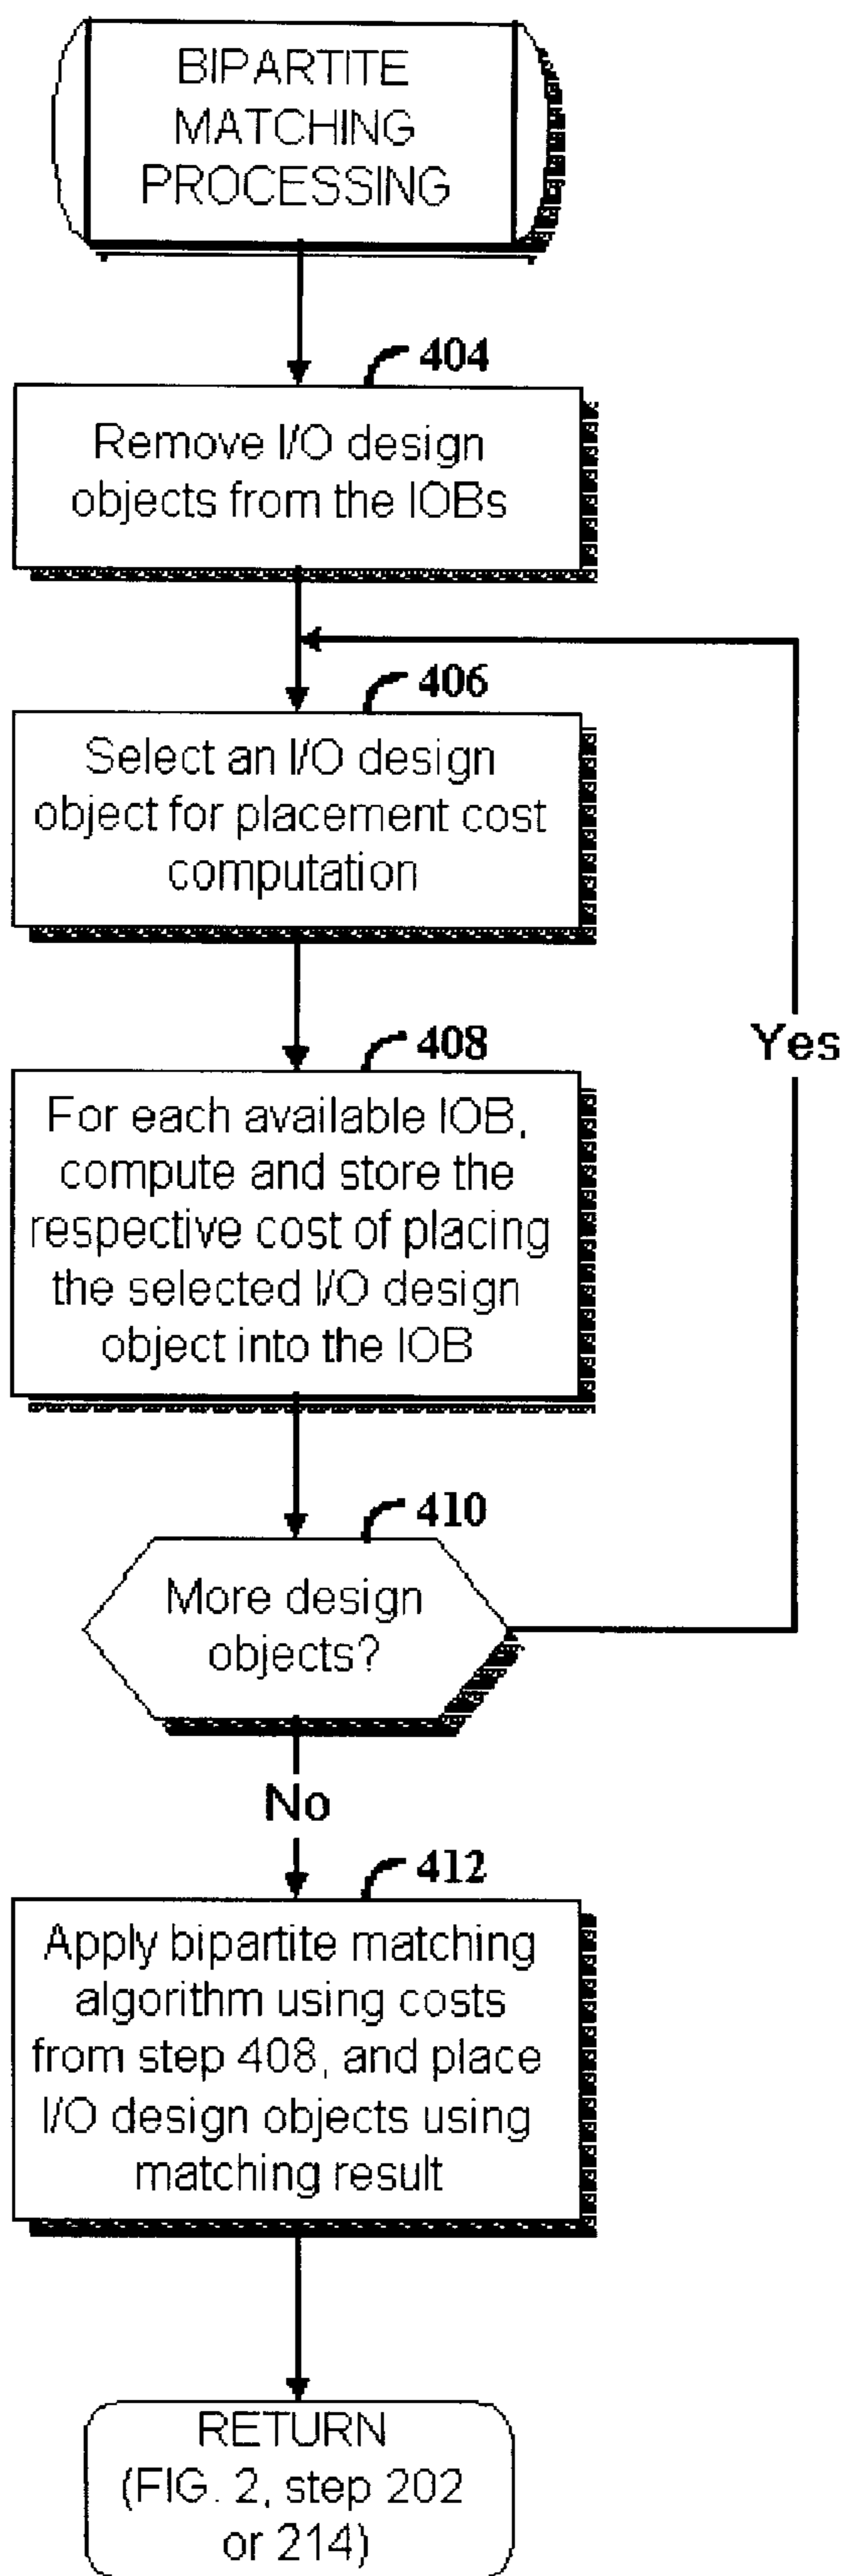 BIPARTITE
MATCHING
PROCESSING
404
Remove I/O design
objects from the IOBs
406
Select an I/O design
object for placement cost
computation
Yes
408
For each available IOB,
compute and store the
respective cost of placing
the selected I/O design
object into the IOB
410
More design
objects?
No
412
Apply bipartite matching
algorithm using costs
from step 408, and place
I/O design objects using
matching result
RETURN
(FIG. 2, step 202
or 214)